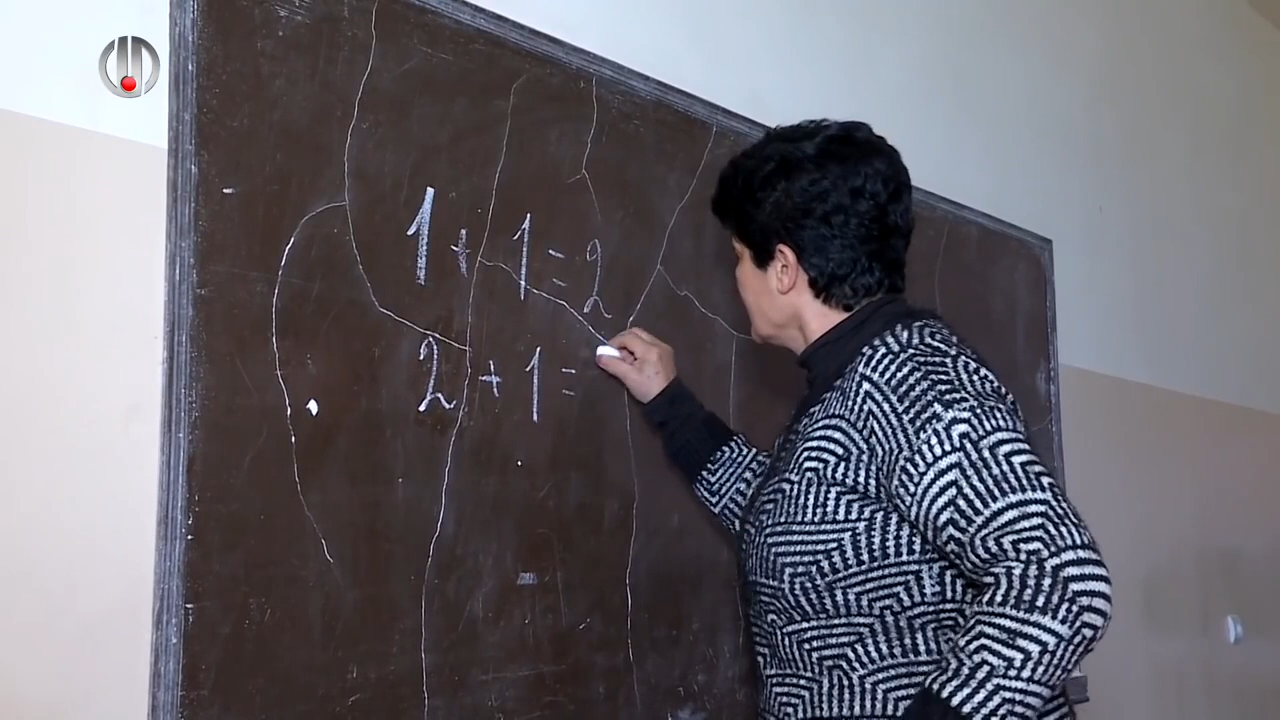 1 + 1 = 2
2 + 1 =